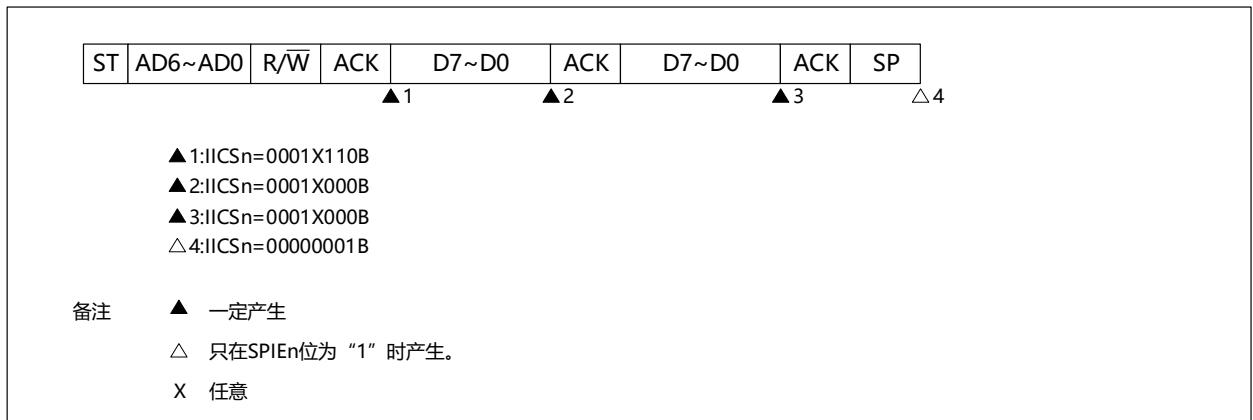 ST AD6~AD0 R/W̅ ACK D7~D0 ACK D7~D0 ACK SP
▲1 ▲2 ▲3 △4
▲1:IICSn=0001X110B
▲2:IICSn=0001X000B
▲3:IICSn=0001X000B
△4:IICSn=00000001B
备注 ▲ 一定产生
△ 只在SPIEn位为“1”时产生。
X 任意